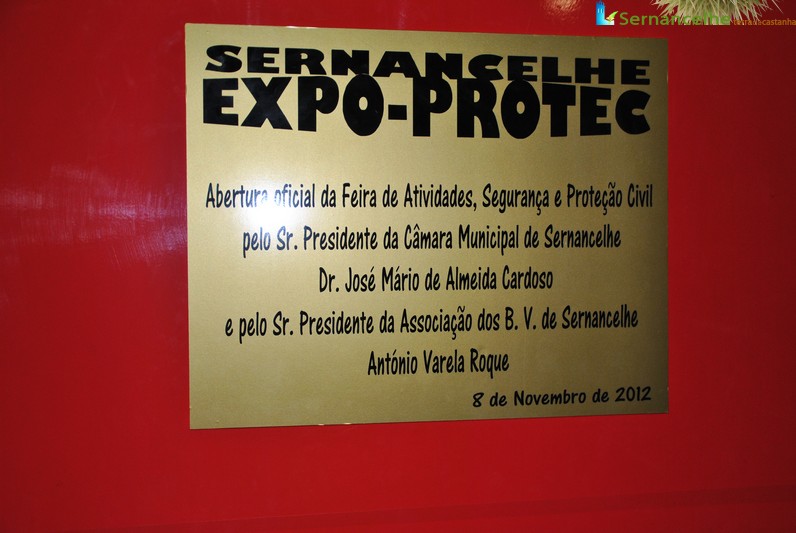 Sernancelhe
SERNANCELHE
EXPO-PROTEC
Abertura oficial da Feira de Atividades, Segurança e Proteção Civil
pelo Sr. Presidente da Câmara Municipal de Sernancelhe
Dr. José Mário de Almeida Cardoso
e pelo Sr. Presidente da Associação dos B. V. de Sernancelhe
António Varela Roque
8 de Novembro de 2012